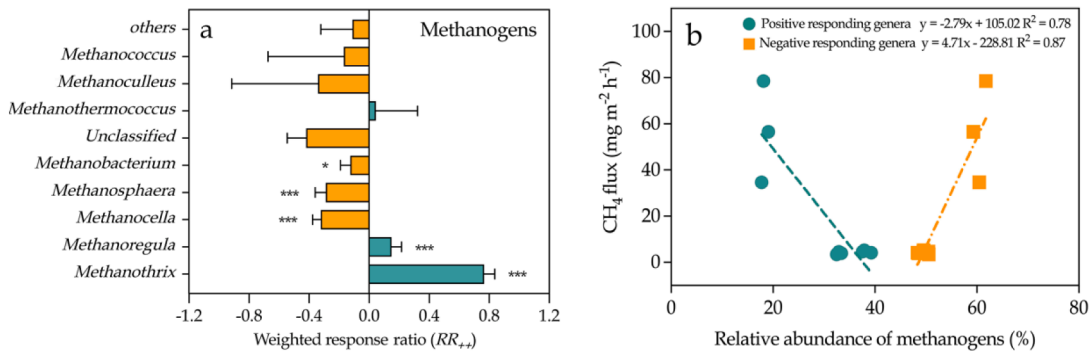 a
Methanogens
others
Methanococcus
Methanoculleus
Methanothermococcus
Unclassified
Methanobacterium
*
Methanosphaera
***
Methanocella
***
Methanoregula
***
Methanothrix
***
-1.2 -0.8 -0.4 0.0 0.4 0.8 1.2
Weighted response ratio (RR++)
b
Positive responding genera y = -2.79x + 105.02 R² = 0.78
Negative responding genera y = 4.71x - 228.81 R² = 0.87
CH₄ flux (mg m⁻² h⁻¹)
100
80
60
40
20
0
0 20 40 60 80
Relative abundance of methanogens (%)